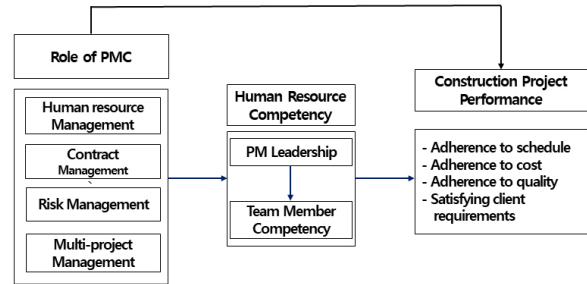 Role of PMC
Human resource
Management
Contract
Management
Risk Management
Multi-project
Management
Human Resource
Competency
PM Leadership
Team Member
Competency
Construction Project
Performance
- Adherence to schedule
- Adherence to cost
- Adherence to quality
- Satisfying client
requirements